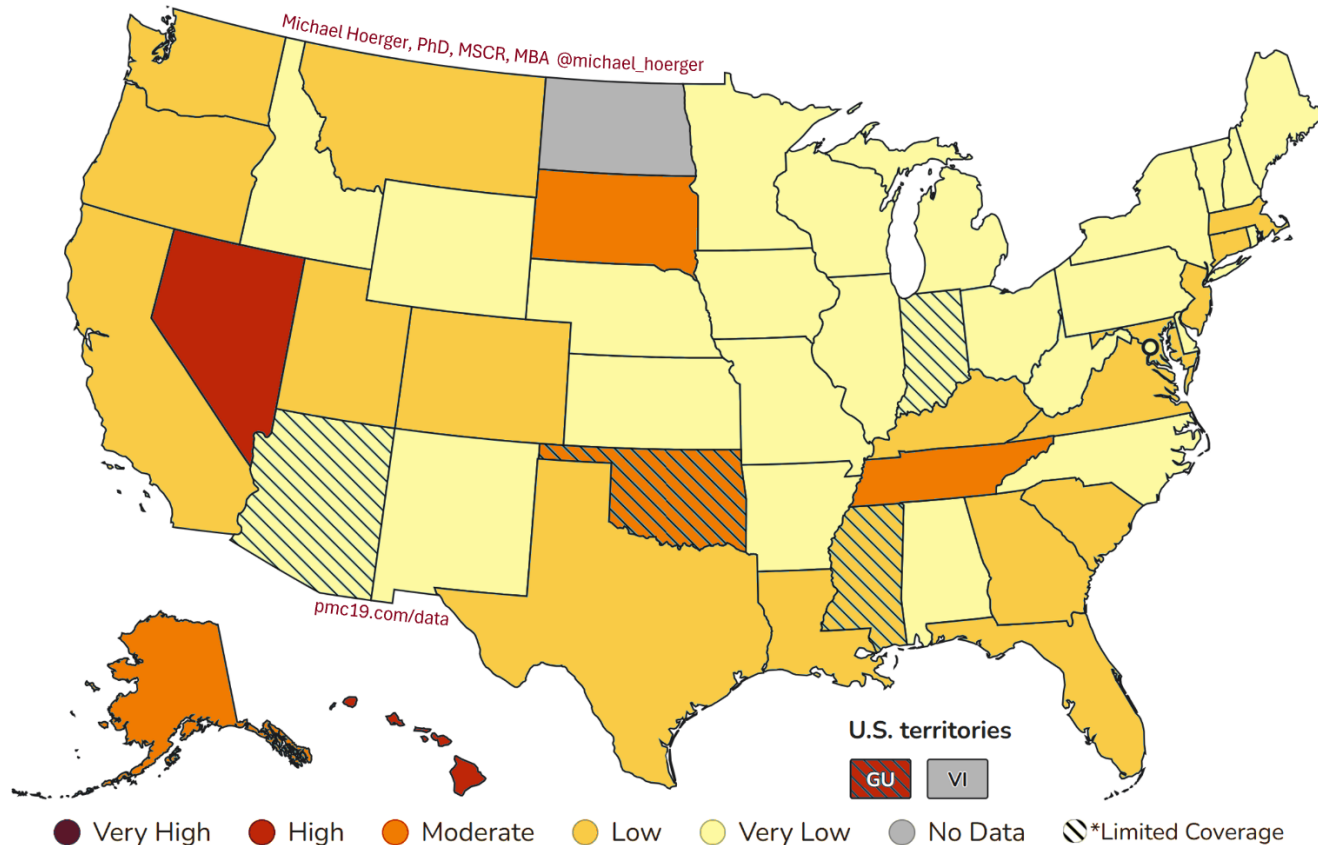 Michael Hoerger, PhD, MSCR, MBA @michael_hoerger
pmc19.com/data
U.S. territories
GU VI
Very High High Moderate Low Very Low No Data *Limited Coverage